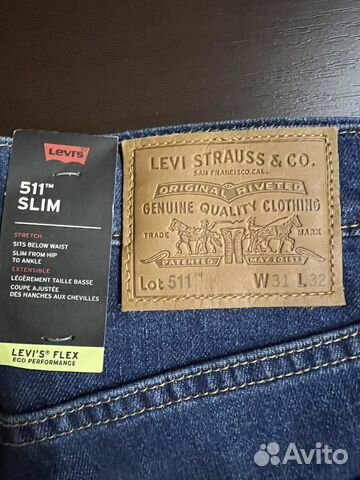 Levi's
511™
SLIM
STRETCH
SITS BELOW WAIST
SLIM FROM HIP
TO ANKLE
EXTENSIBLE
LÉGÈREMENT TAILLE BASSE
COUPE AJUSTÉE
DES HANCHES AUX CHEVILLES
LEVI'S® FLEX
ECO PERFORMANCE
LEVI STRAUSS & CO.
SAN FRANCISCO, CAL.
ORIGINAL RIVETED
GENUINE QUALITY CLOTHING
TRADE MARK
PATENTED MAY 20 1873
Lot 511™ W 31 L 32
Avito